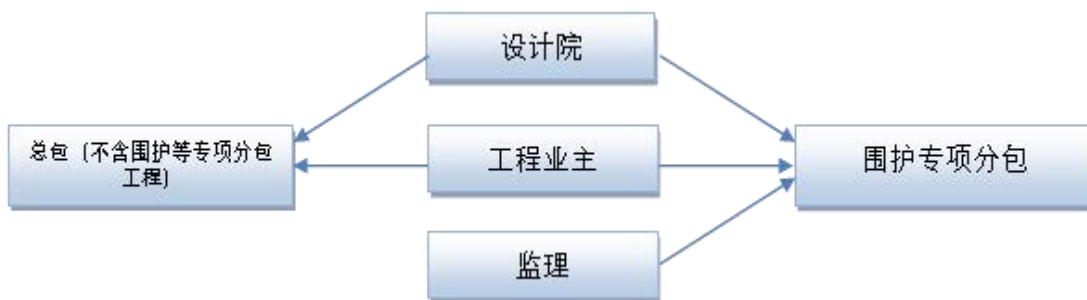 设计院
总包（不含围护等专项分包
工程）
工程业主
围护专项分包
监理